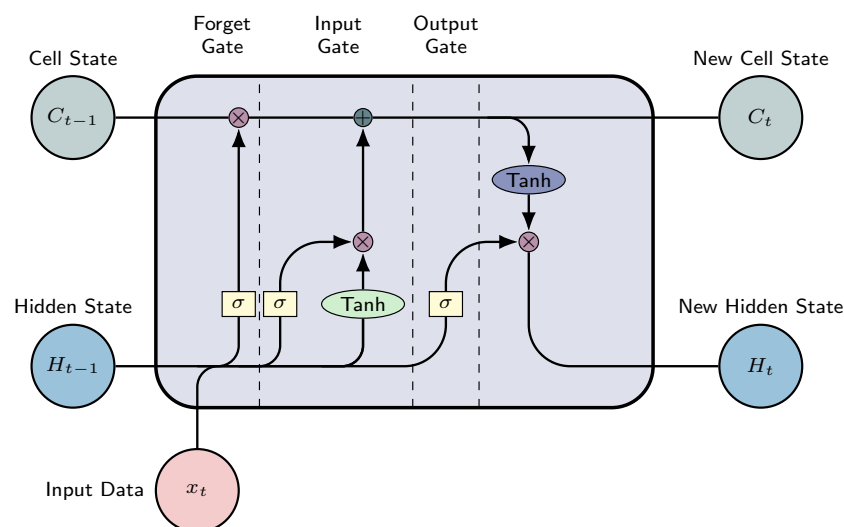 Forget
Gate
Input
Gate
Output
Gate
Cell State
New Cell State
C_{t−1}
×
+
C_t
Tanh
×
×
Hidden State
σ
σ
Tanh
σ
New Hidden State
H_{t−1}
H_t
Input Data
x_t